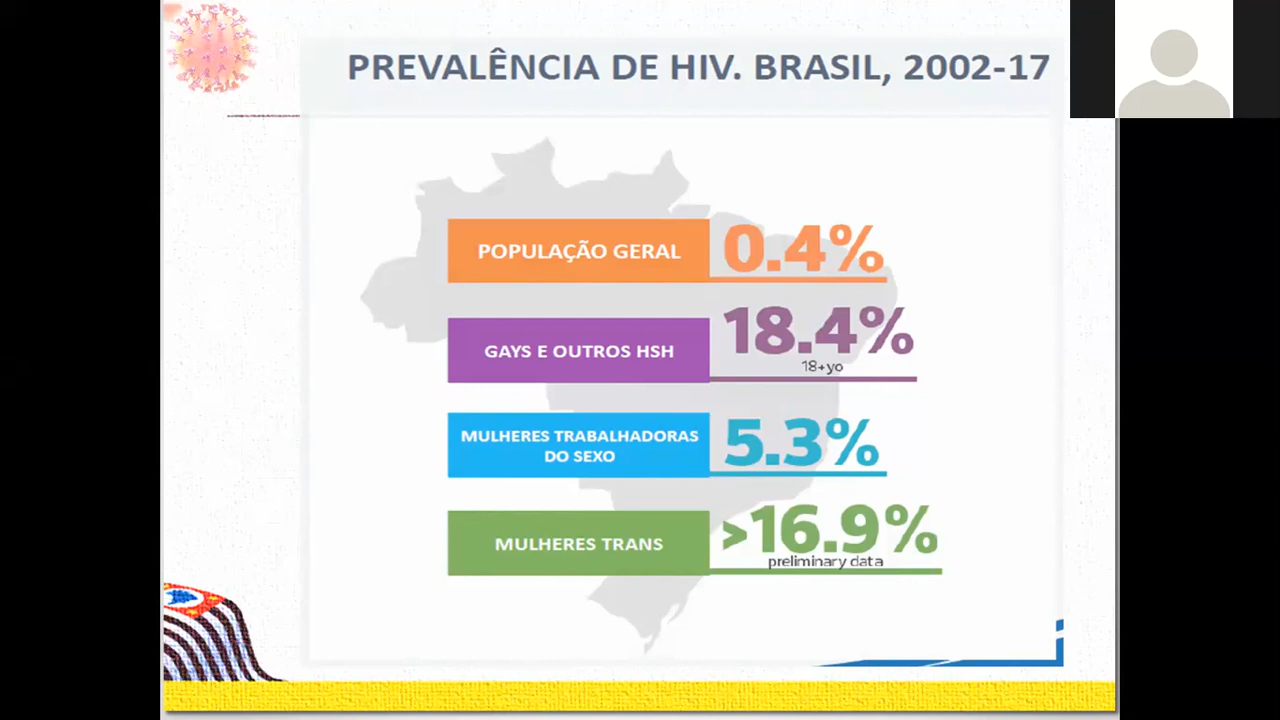 PREVALÊNCIA DE HIV. BRASIL, 2002-17
POPULAÇÃO GERAL
0.4%
GAYS E OUTROS HSH
18.4%
18+yo
MULHERES TRABALHADORAS
DO SEXO
5.3%
MULHERES TRANS
>16.9%
preliminary data